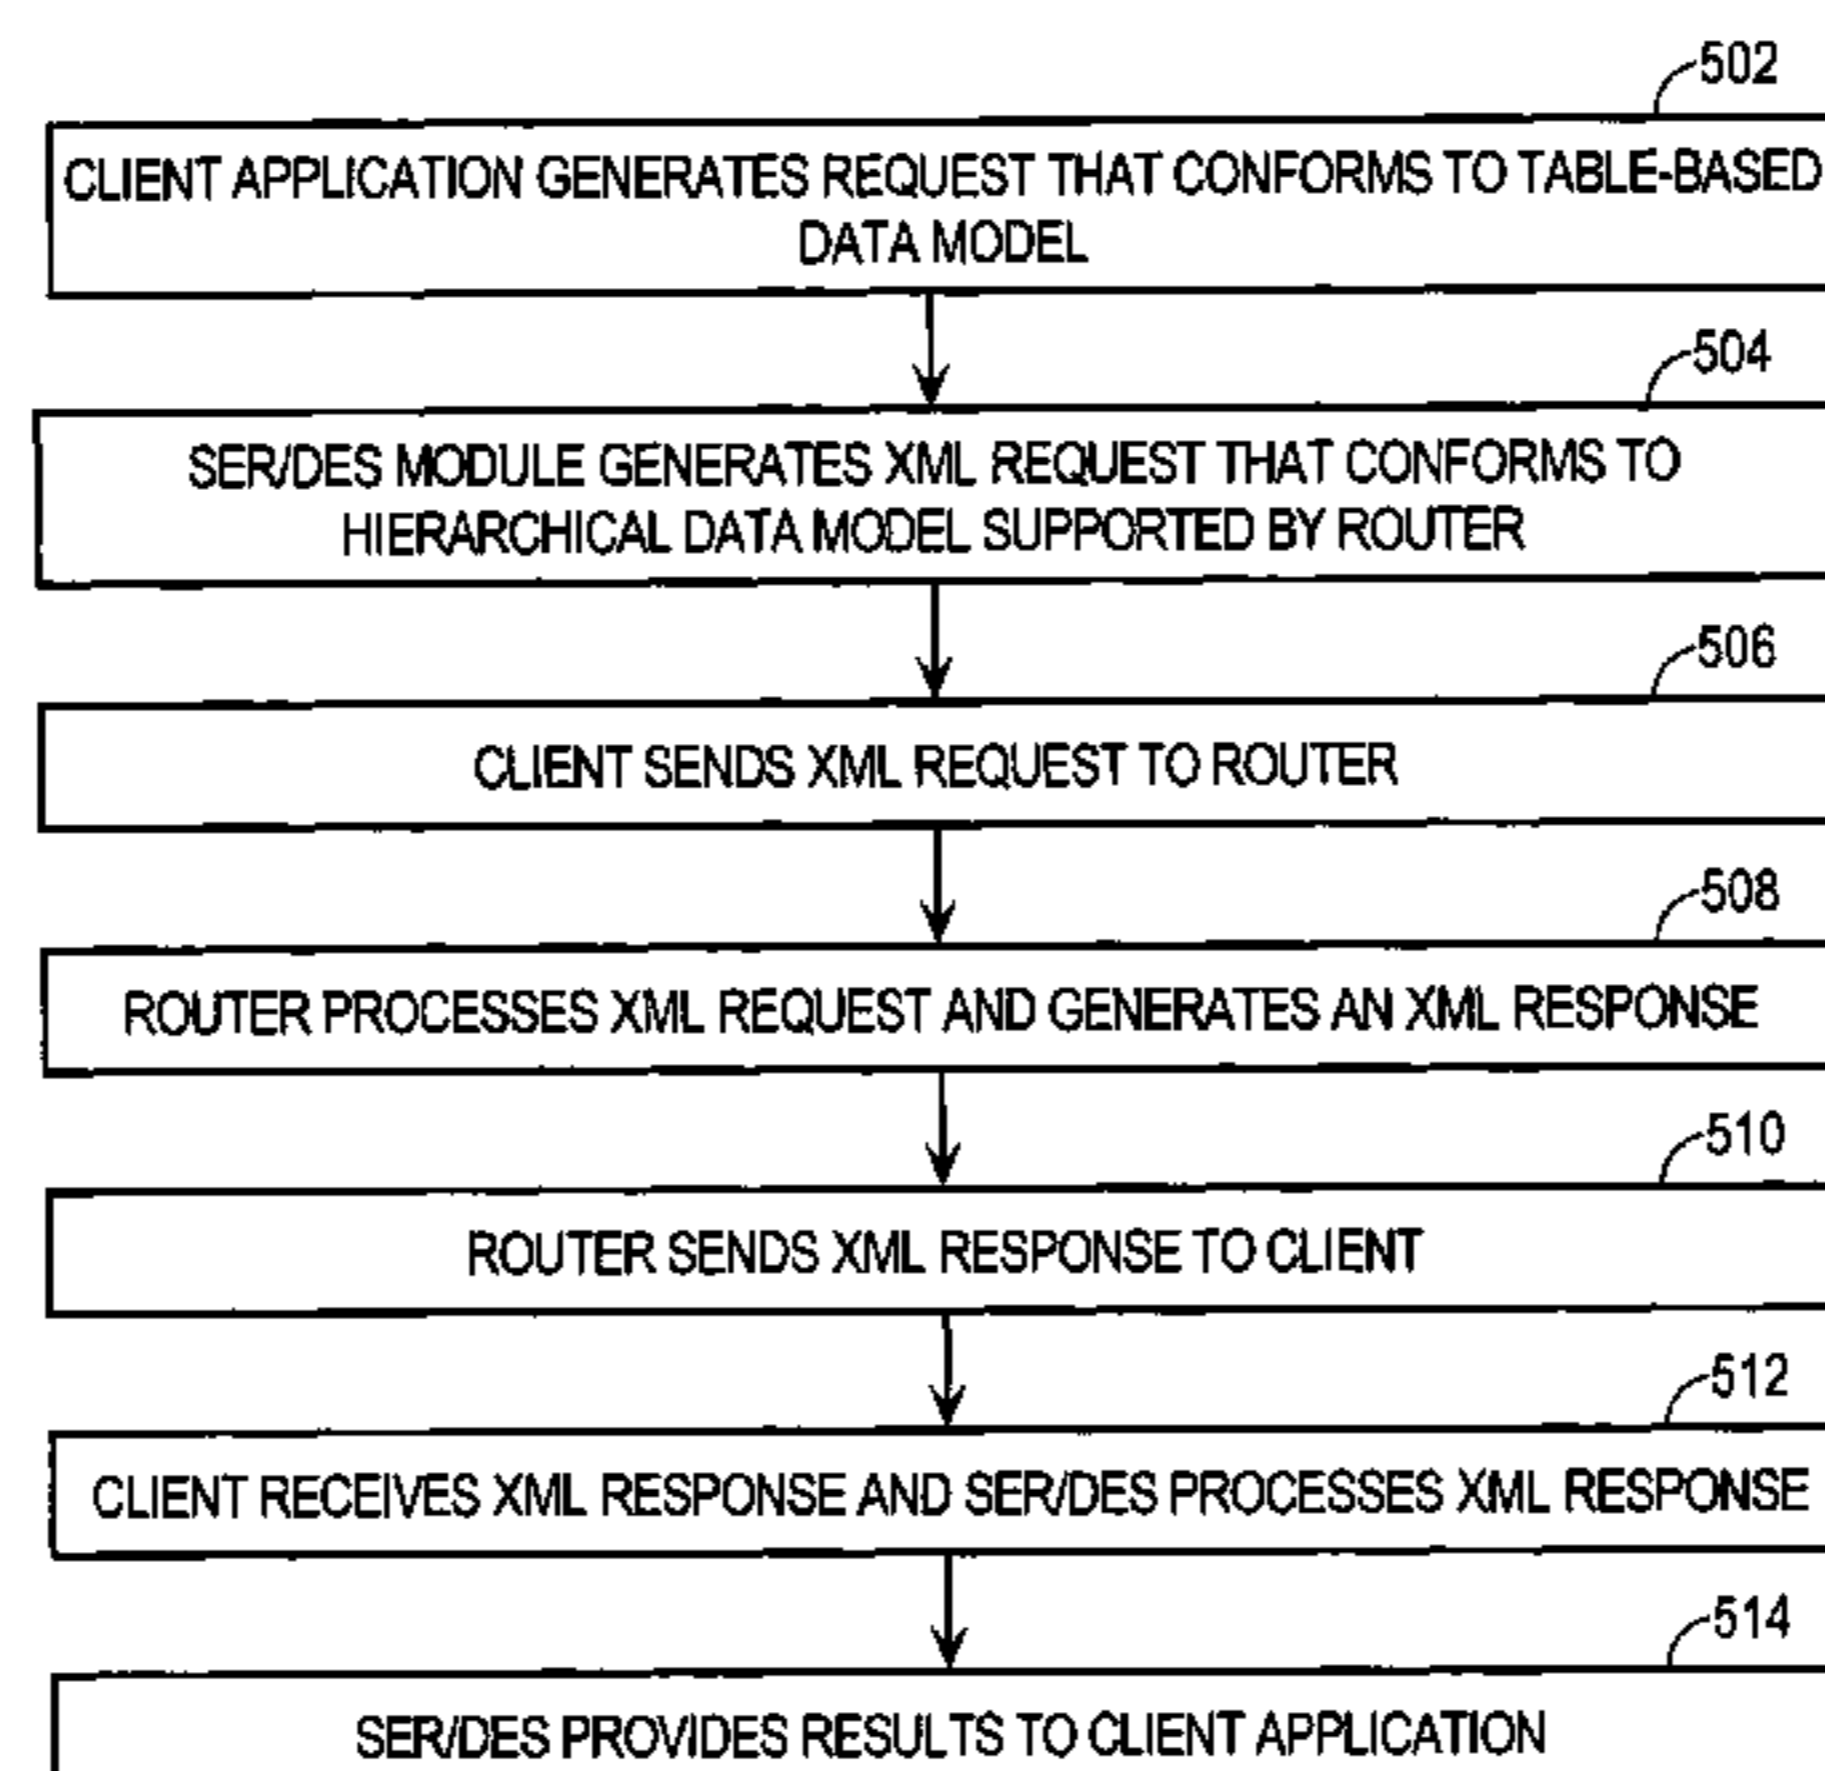 502
CLIENT APPLICATION GENERATES REQUEST THAT CONFORMS TO TABLE-BASED
DATA MODEL
504
SER/DES MODULE GENERATES XML REQUEST THAT CONFORMS TO
HIERARCHICAL DATA MODEL SUPPORTED BY ROUTER
506
CLIENT SENDS XML REQUEST TO ROUTER
508
ROUTER PROCESSES XML REQUEST AND GENERATES AN XML RESPONSE
510
ROUTER SENDS XML RESPONSE TO CLIENT
512
CLIENT RECEIVES XML RESPONSE AND SER/DES PROCESSES XML RESPONSE
514
SER/DES PROVIDES RESULTS TO CLIENT APPLICATION